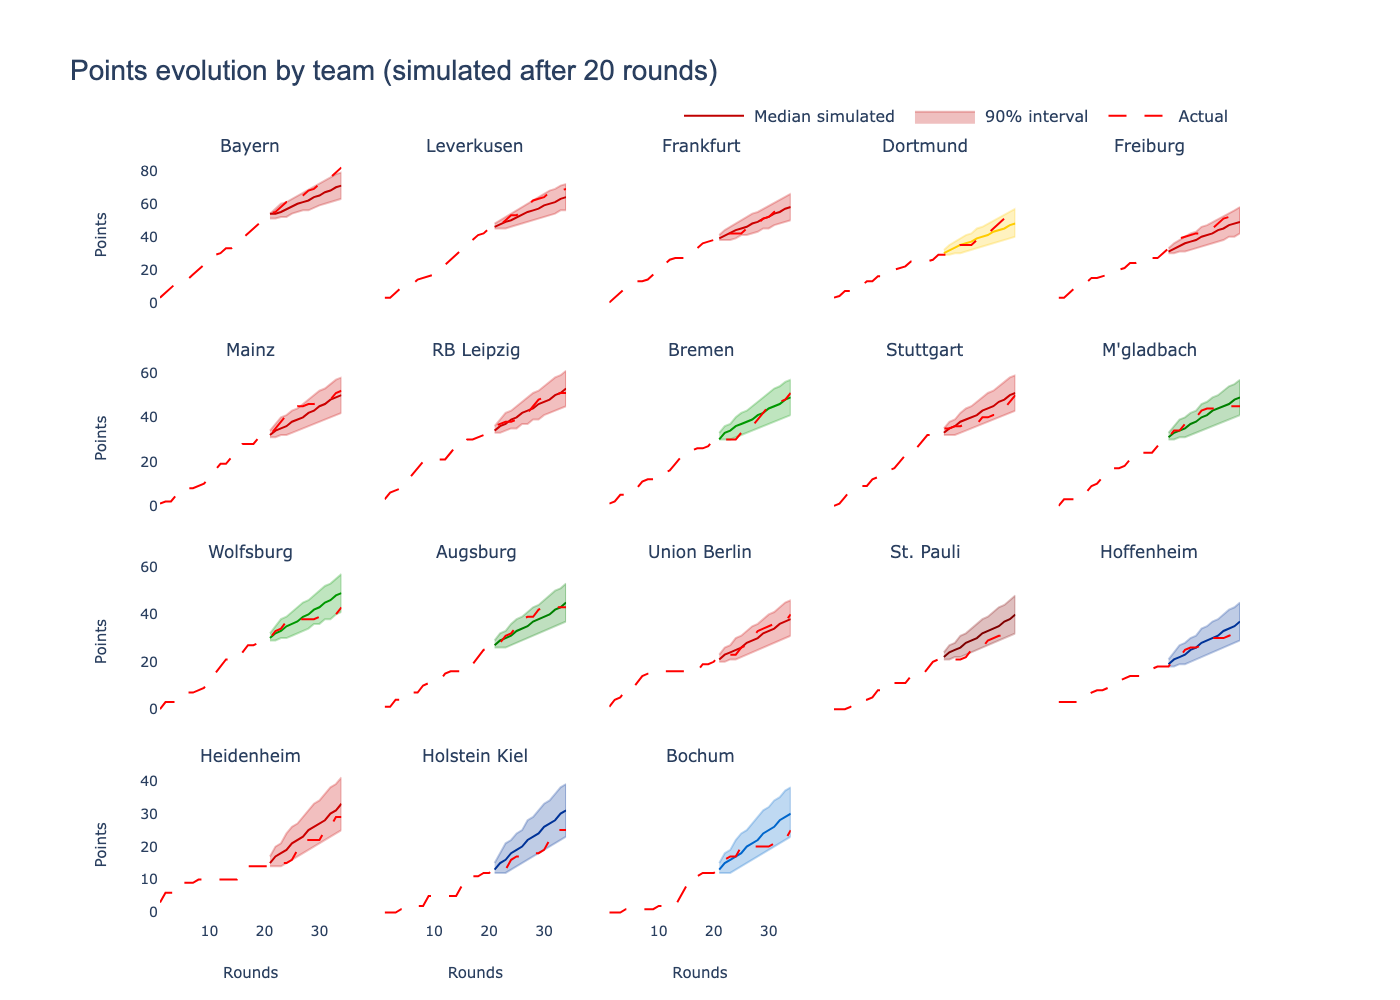 Points evolution by team (simulated after 20 rounds)
Median simulated 90% interval Actual
Bayern Leverkusen Frankfurt Dortmund Freiburg
80
60
40
20
0
Points
Mainz RB Leipzig Bremen Stuttgart M'gladbach
60
40
20
0
Points
Wolfsburg Augsburg Union Berlin St. Pauli Hoffenheim
60
40
20
0
Points
Heidenheim Holstein Kiel Bochum
40
30
20
10
0
Points
10 20 30 10 20 30 10 20 30
Rounds Rounds Rounds